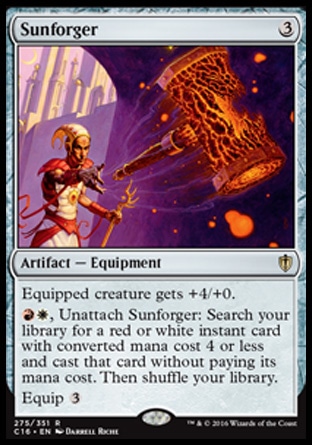 Sunforger 3
Artifact — Equipment
Equipped creature gets +4/+0.
, Unattach Sunforger: Search your
library for a red or white instant card
with converted mana cost 4 or less
and cast that card without paying its
mana cost. Then shuffle your library.
Equip 3
275/351 R
C16 • EN DARRELL RICHE
™ & © 2016 Wizards of the Coast